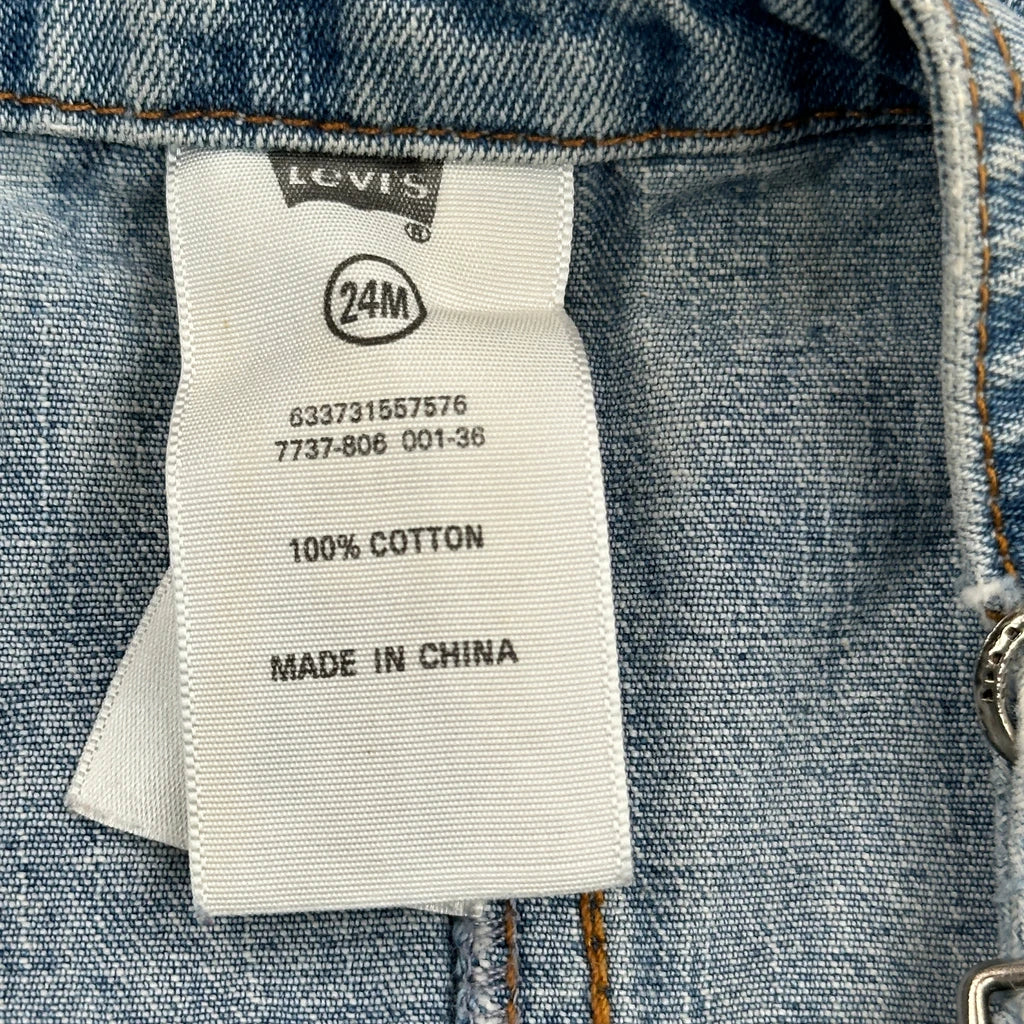 LEVI'S
®
24M
633731557576
7737-806 001-36
100% COTTON
MADE IN CHINA